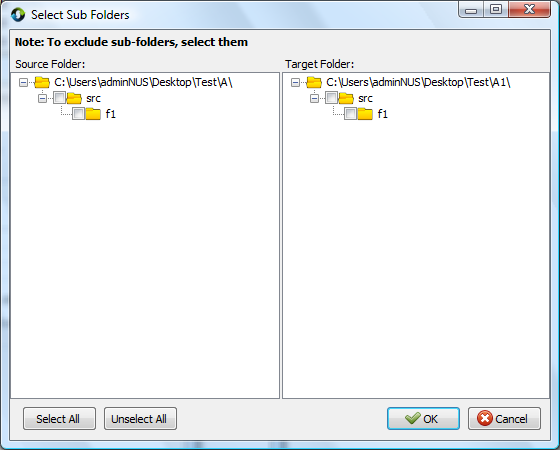 Select Sub Folders
Note: To exclude sub-folders, select them
Source Folder:
C:\Users\adminNUS\Desktop\Test\A\
src
f1
Target Folder:
C:\Users\adminNUS\Desktop\Test\A1\
src
f1
Select All
Unselect All
OK
Cancel